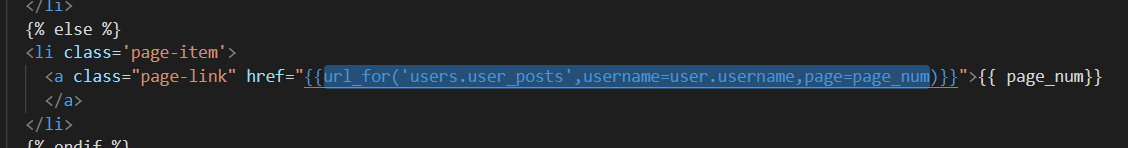 </li>
{% else %}
<li class='page-item'>
<a class="page-link" href="{{url_for('users.user_posts',username=user.username,page=page_num)}}">{{ page_num}}
</a>
</li>
{% endif %}